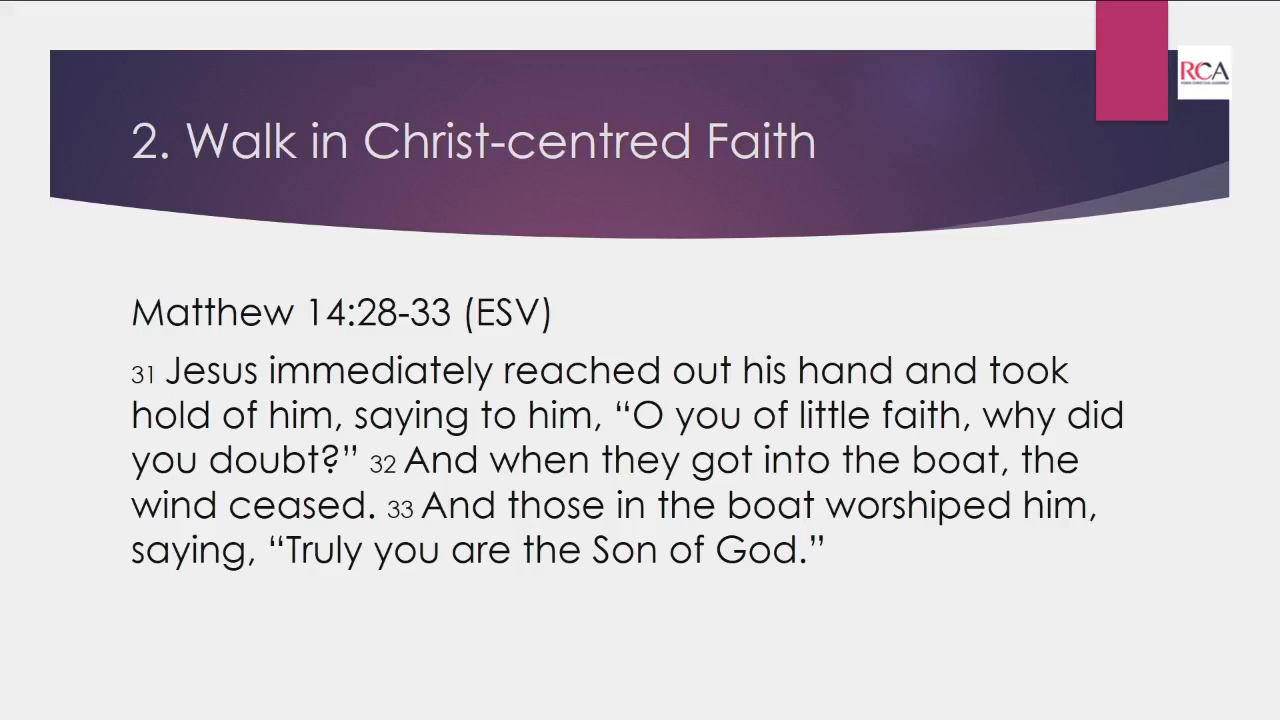 RCA
2. Walk in Christ-centred Faith
Matthew 14:28-33 (ESV)
31 Jesus immediately reached out his hand and took
hold of him, saying to him, “O you of little faith, why did
you doubt?” 32 And when they got into the boat, the
wind ceased. 33 And those in the boat worshiped him,
saying, “Truly you are the Son of God.”